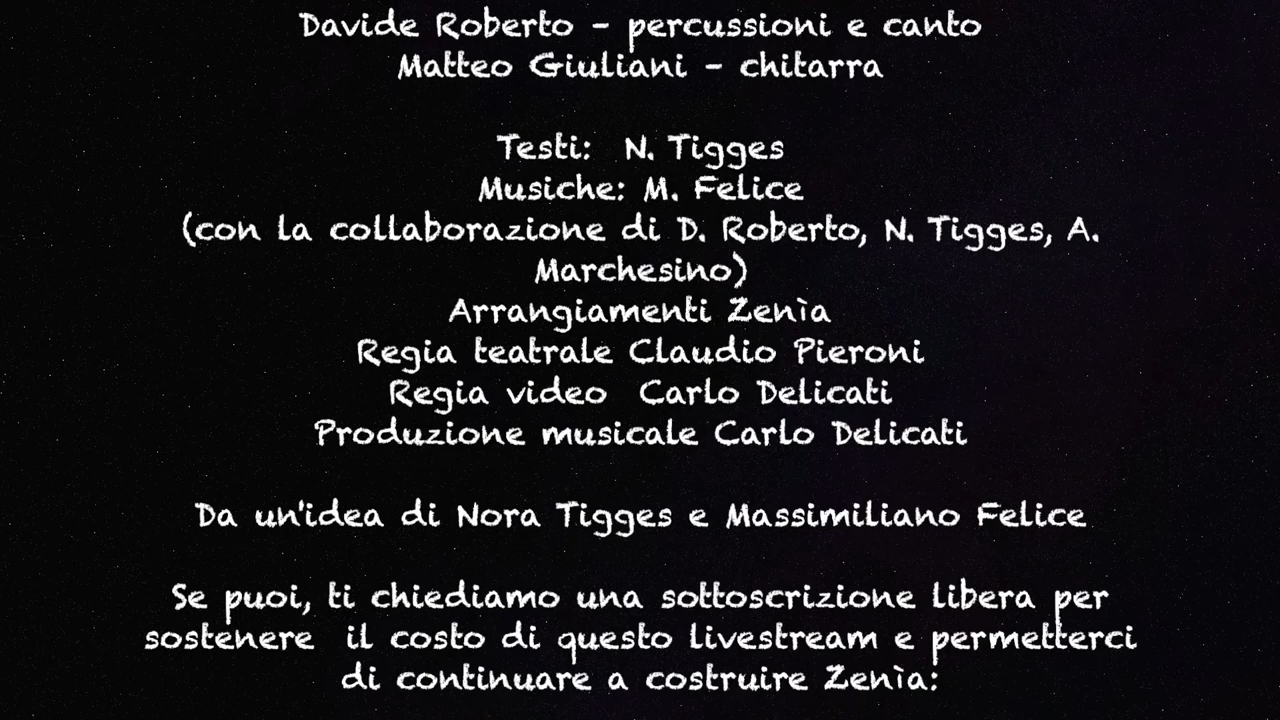 Davide Roberto - percussioni e canto
Matteo Giuliani - chitarra
Testi: N. Tigges
Musiche: M. Felice
(con la collaborazione di D. Roberto, N. Tigges, A.
Marchesino)
Arrangiamenti Zenìa
Regia teatrale Claudio Pieroni
Regia video Carlo Delicati
Produzione musicale Carlo Delicati
Da un'idea di Nora Tigges e Massimiliano Felice
Se puoi, ti chiediamo una sottoscrizione libera per
sostenere il costo di questo livestream e permetterci
di continuare a costruire Zenìa: